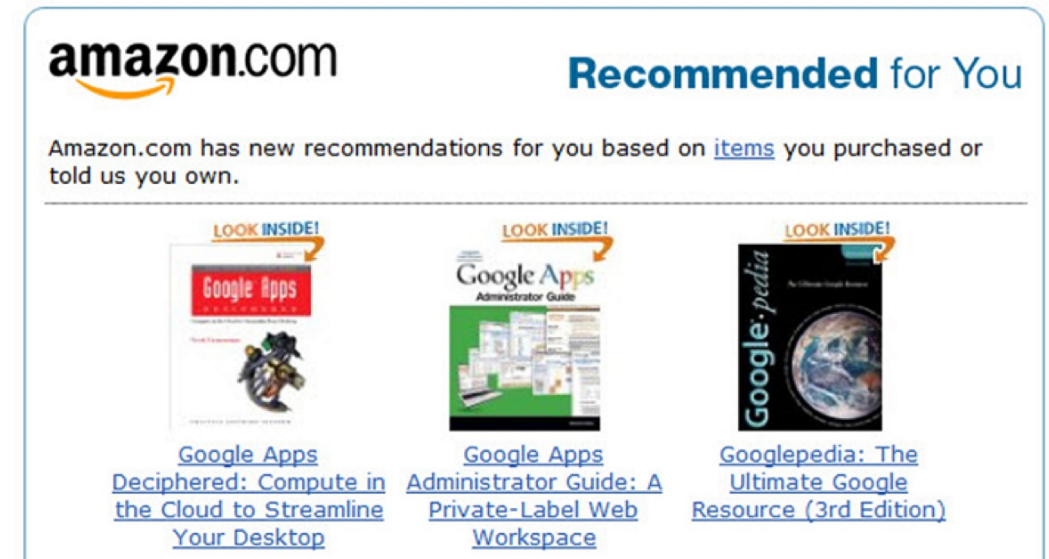 amazon.com
Recommended for You
Amazon.com has new recommendations for you based on items you purchased or
told us you own.
LOOK INSIDE!
LOOK INSIDE!
LOOK INSIDE!
Google Apps
DECIPHERED
Google Apps
Administrator Guide
Google·pedia
The Ultimate Google Resource
Google Apps
Deciphered: Compute in
the Cloud to Streamline
Your Desktop
Google Apps
Administrator Guide: A
Private-Label Web
Workspace
Googlepedia: The
Ultimate Google
Resource (3rd Edition)